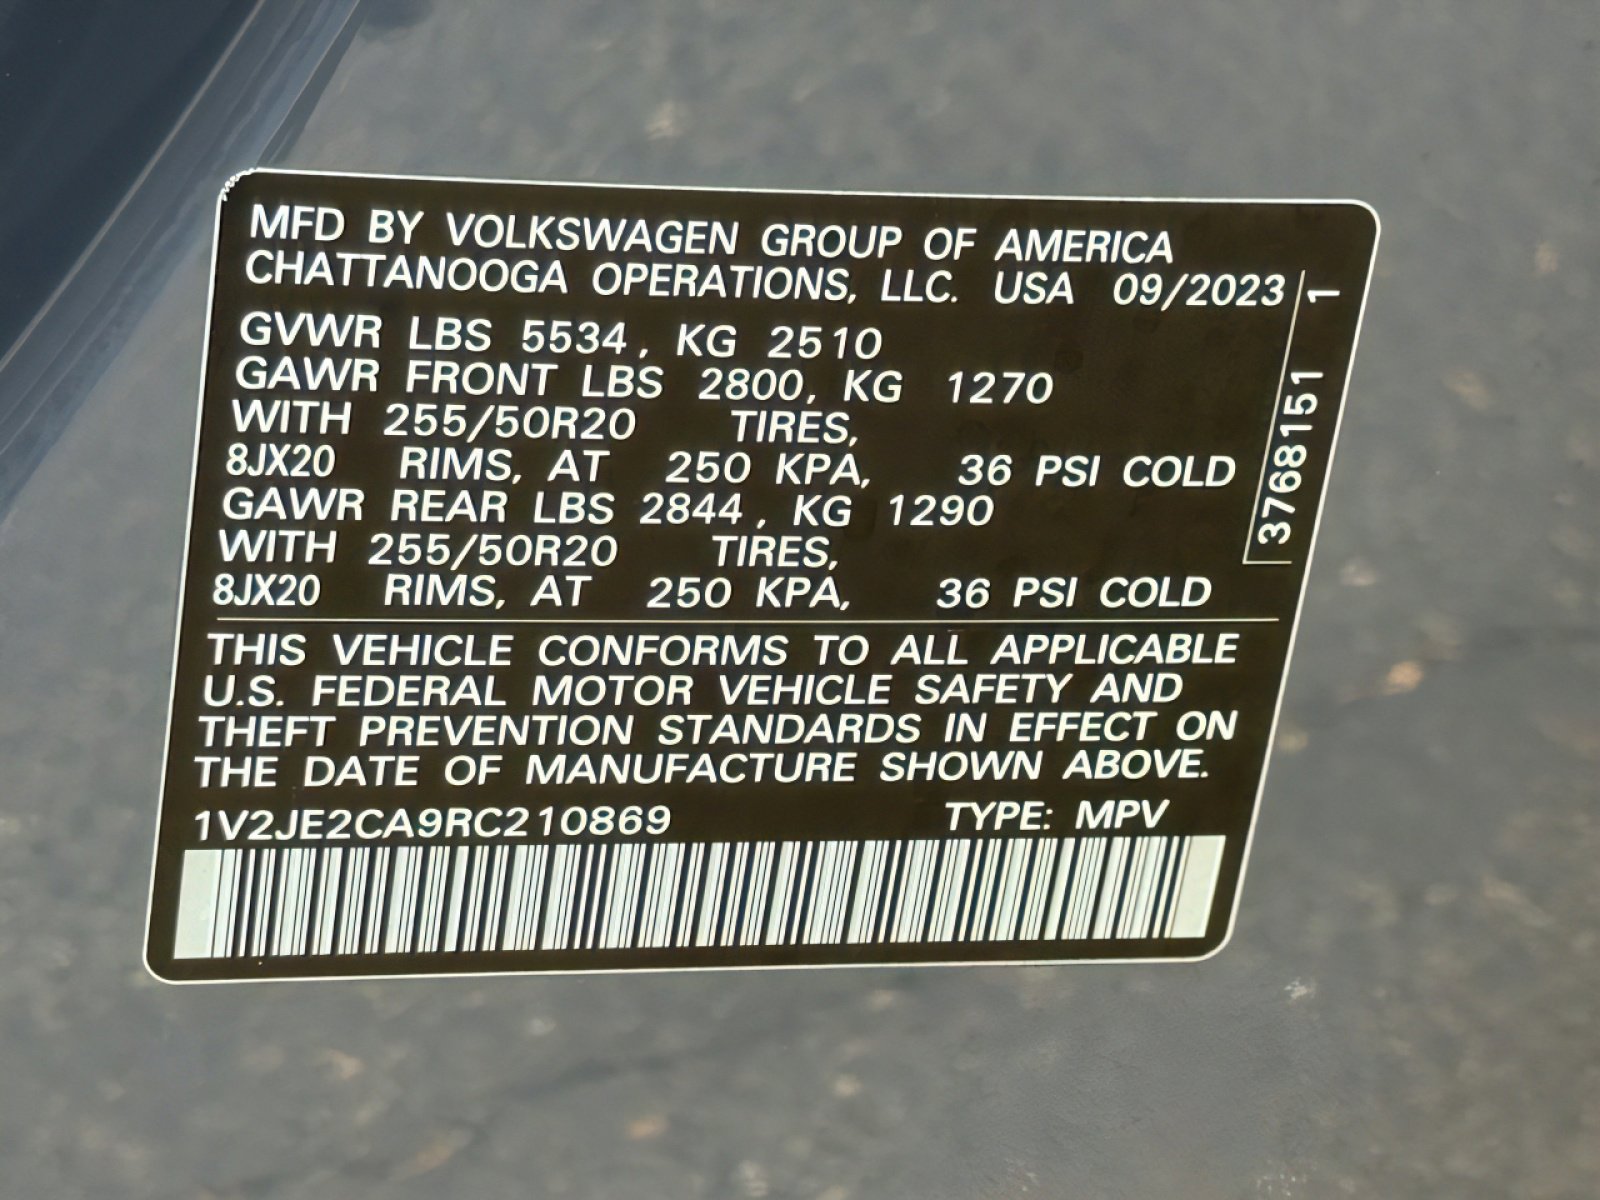 MFD BY VOLKSWAGEN GROUP OF AMERICA
CHATTANOOGA OPERATIONS, LLC. USA 09/2023
GVWR LBS 5534, KG 2510
GAWR FRONT LBS 2800, KG 1270
WITH 255/50R20 TIRES,
8JX20 RIMS, AT 250 KPA, 36 PSI COLD
GAWR REAR LBS 2844, KG 1290
WITH 255/50R20 TIRES,
8JX20 RIMS, AT 250 KPA, 36 PSI COLD
THIS VEHICLE CONFORMS TO ALL APPLICABLE
U.S. FEDERAL MOTOR VEHICLE SAFETY AND
THEFT PREVENTION STANDARDS IN EFFECT ON
THE DATE OF MANUFACTURE SHOWN ABOVE.
1V2JE2CA9RC210869 TYPE: MPV
3768151 1